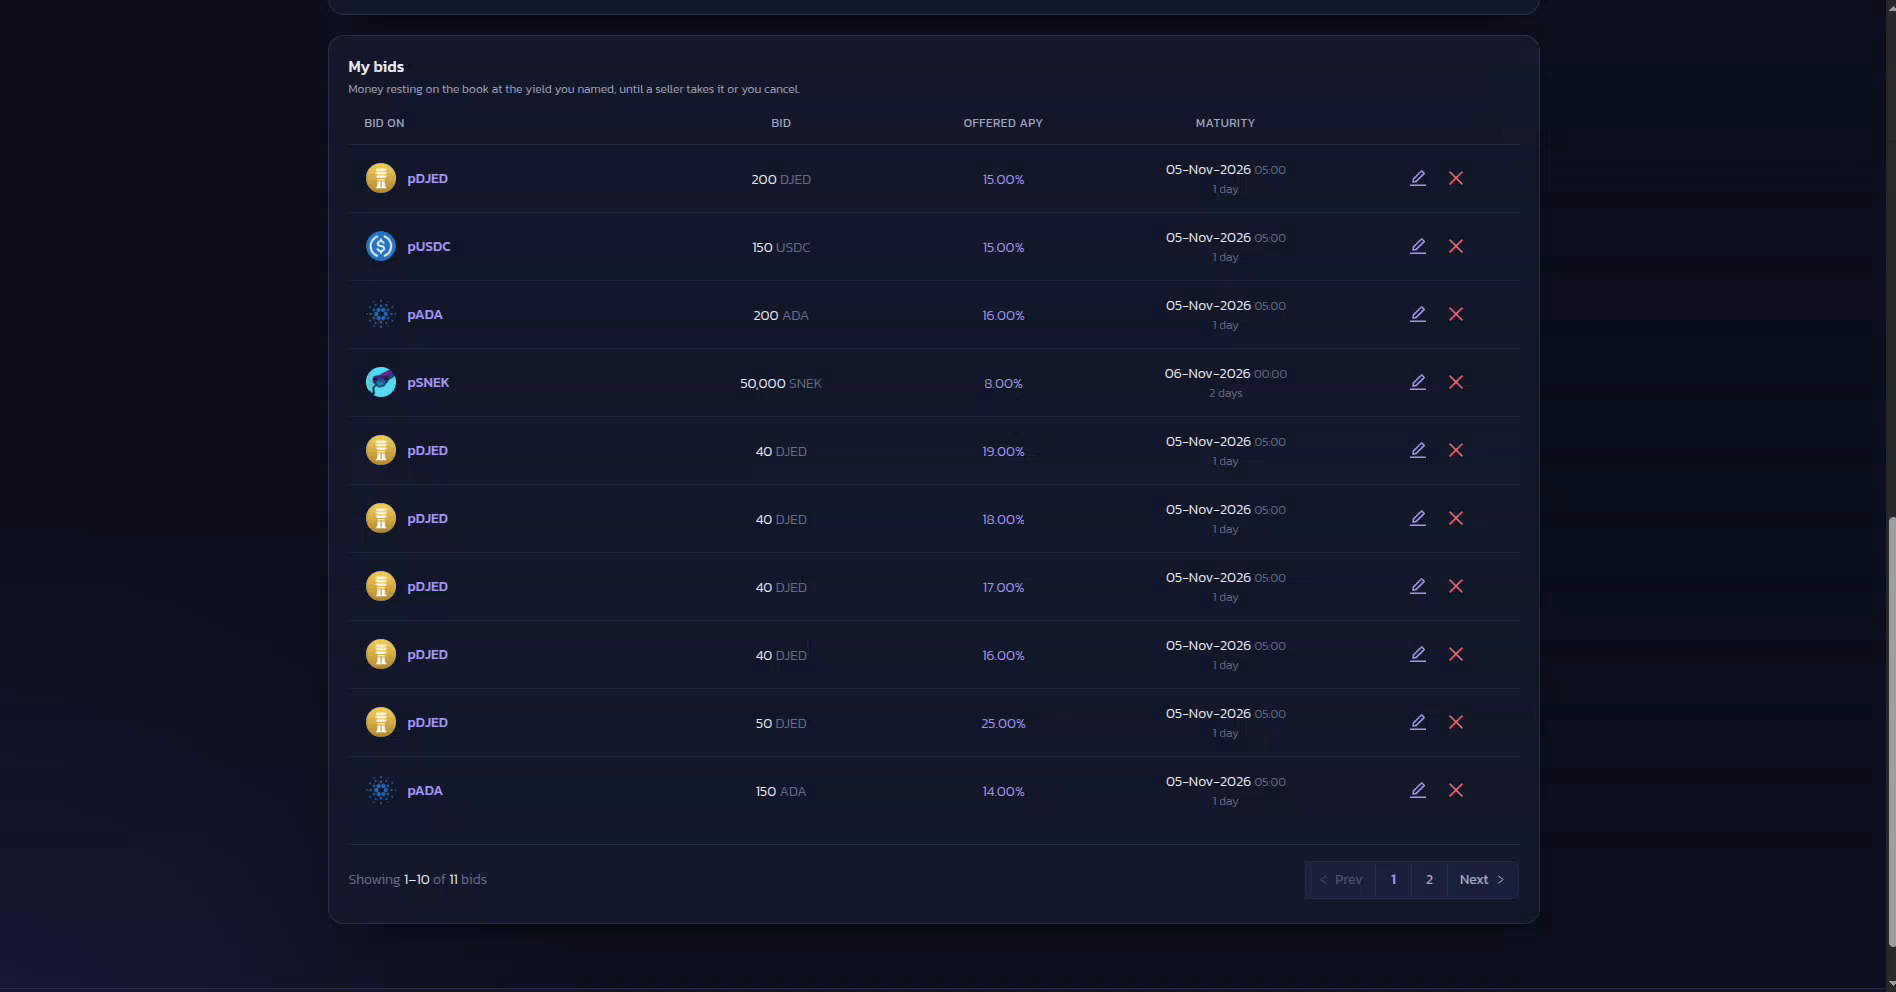 My bids
Money resting on the book at the yield you named, until a seller takes it or you cancel.
BID ON BID OFFERED APY MATURITY
pDJED 200 DJED 15.00% 05-Nov-2026 05:00
1 day
pUSDC 150 USDC 15.00% 05-Nov-2026 05:00
1 day
pADA 200 ADA 16.00% 05-Nov-2026 05:00
1 day
pSNEK 50,000 SNEK 8.00% 06-Nov-2026 00:00
2 days
pDJED 40 DJED 19.00% 05-Nov-2026 05:00
1 day
pDJED 40 DJED 18.00% 05-Nov-2026 05:00
1 day
pDJED 40 DJED 17.00% 05-Nov-2026 05:00
1 day
pDJED 40 DJED 16.00% 05-Nov-2026 05:00
1 day
pDJED 50 DJED 25.00% 05-Nov-2026 05:00
1 day
pADA 150 ADA 14.00% 05-Nov-2026 05:00
1 day
Showing 1–10 of 11 bids < Prev 1 2 Next >